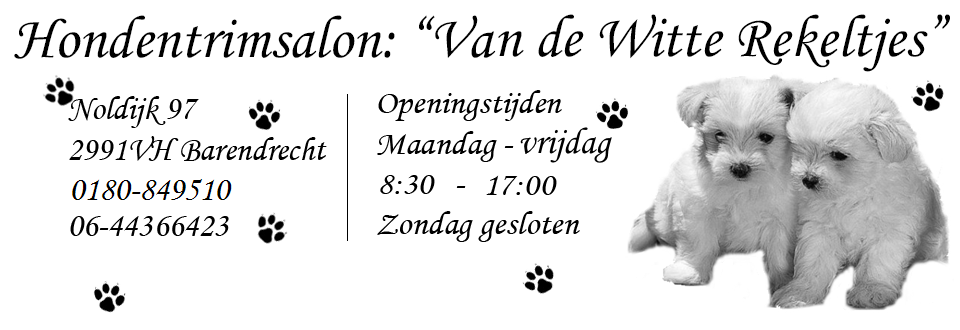 Hondentrimsalon: “Van de Witte Rekeltjes”
Noldijk 97
2991VH Barendrecht
0180-849510
06-44366423
Openingstijden
Maandag - vrijdag
8:30 - 17:00
Zondag gesloten